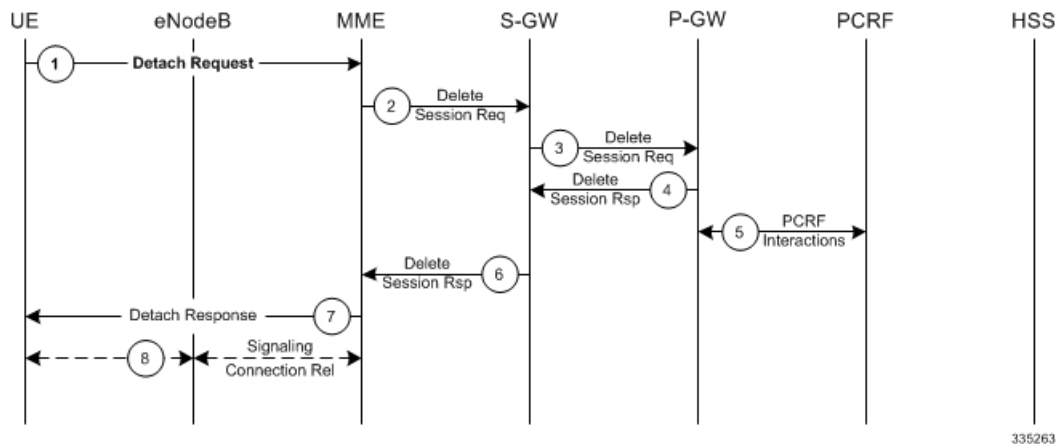 UE eNodeB MME S-GW P-GW PCRF HSS
1 Detach Request
2 Delete
Session Req
3 Delete
Session Req
Delete 4
Session Rsp
5 PCRF
Interactions
Delete 6
Session Rsp
Detach Response 7
8 Signaling
Connection Rel
335263